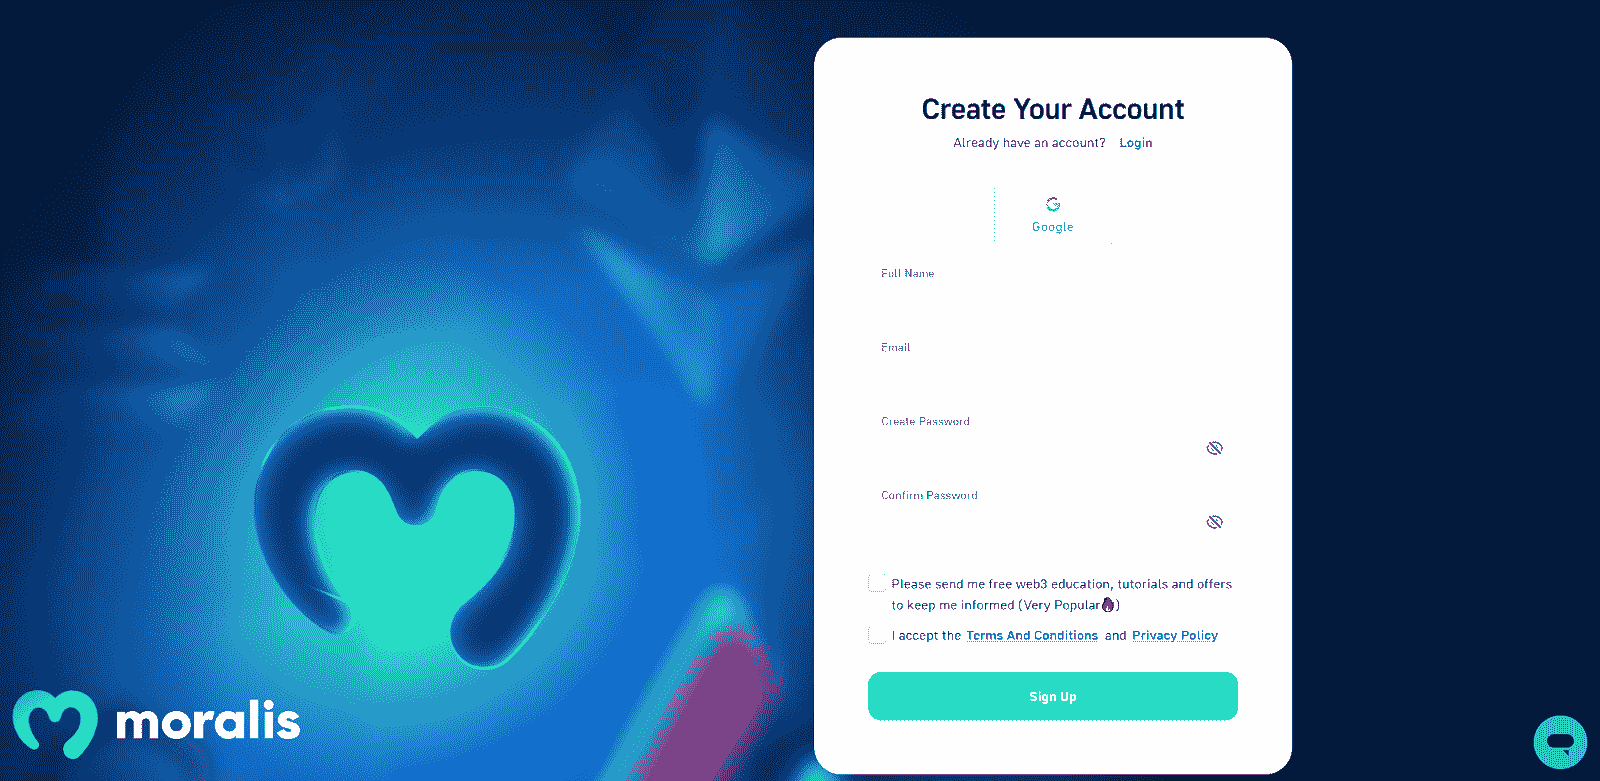 Create Your Account
Already have an account? Login
Google
Full Name
Email
Create Password
Confirm Password
Please send me free web3 education, tutorials and offers
to keep me informed (Very Popular)
I accept the Terms And Conditions and Privacy Policy
Sign Up
moralis